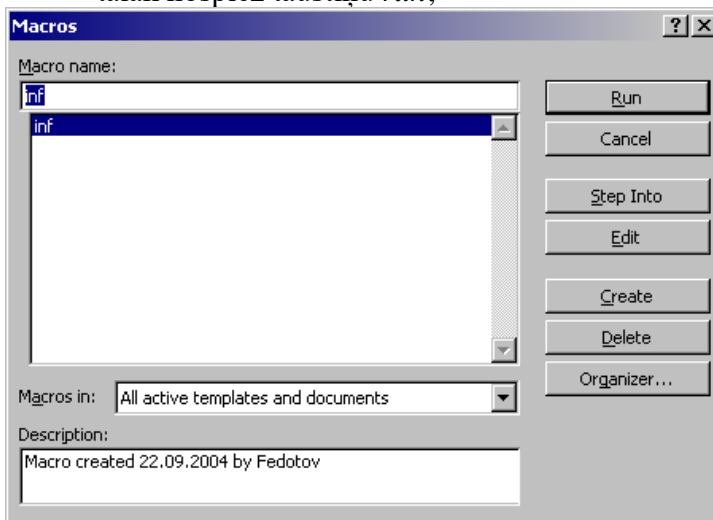 Macros
Macro name:
inf
inf
Run
Cancel
Step Into
Edit
Create
Delete
Organizer...
Macros in: All active templates and documents
Description:
Macro created 22.09.2004 by Fedotov